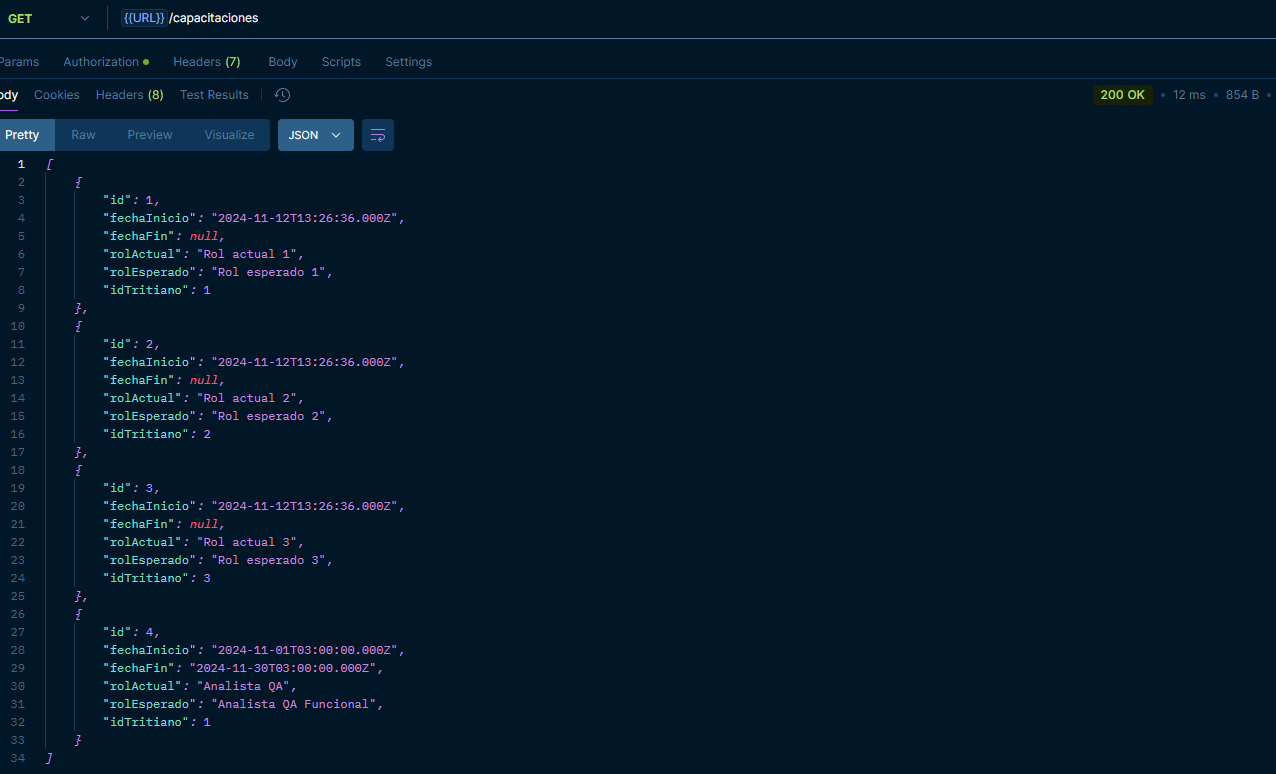 GET {{URL}}/capacitaciones
Params Authorization Headers (7) Body Scripts Settings
ody Cookies Headers (8) Test Results 200 OK • 12 ms • 854 B •
Pretty Raw Preview Visualize JSON
1 [
2 {
3 "id": 1,
4 "fechaInicio": "2024-11-12T13:26:36.000Z",
5 "fechaFin": null,
6 "rolActual": "Rol actual 1",
7 "rolEsperado": "Rol esperado 1",
8 "idTritiano": 1
9 },
10 {
11 "id": 2,
12 "fechaInicio": "2024-11-12T13:26:36.000Z",
13 "fechaFin": null,
14 "rolActual": "Rol actual 2",
15 "rolEsperado": "Rol esperado 2",
16 "idTritiano": 2
17 },
18 {
19 "id": 3,
20 "fechaInicio": "2024-11-12T13:26:36.000Z",
21 "fechaFin": null,
22 "rolActual": "Rol actual 3",
23 "rolEsperado": "Rol esperado 3",
24 "idTritiano": 3
25 },
26 {
27 "id": 4,
28 "fechaInicio": "2024-11-01T03:00:00.000Z",
29 "fechaFin": "2024-11-30T03:00:00.000Z",
30 "rolActual": "Analista QA",
31 "rolEsperado": "Analista QA Funcional",
32 "idTritiano": 1
33 }
34 ]